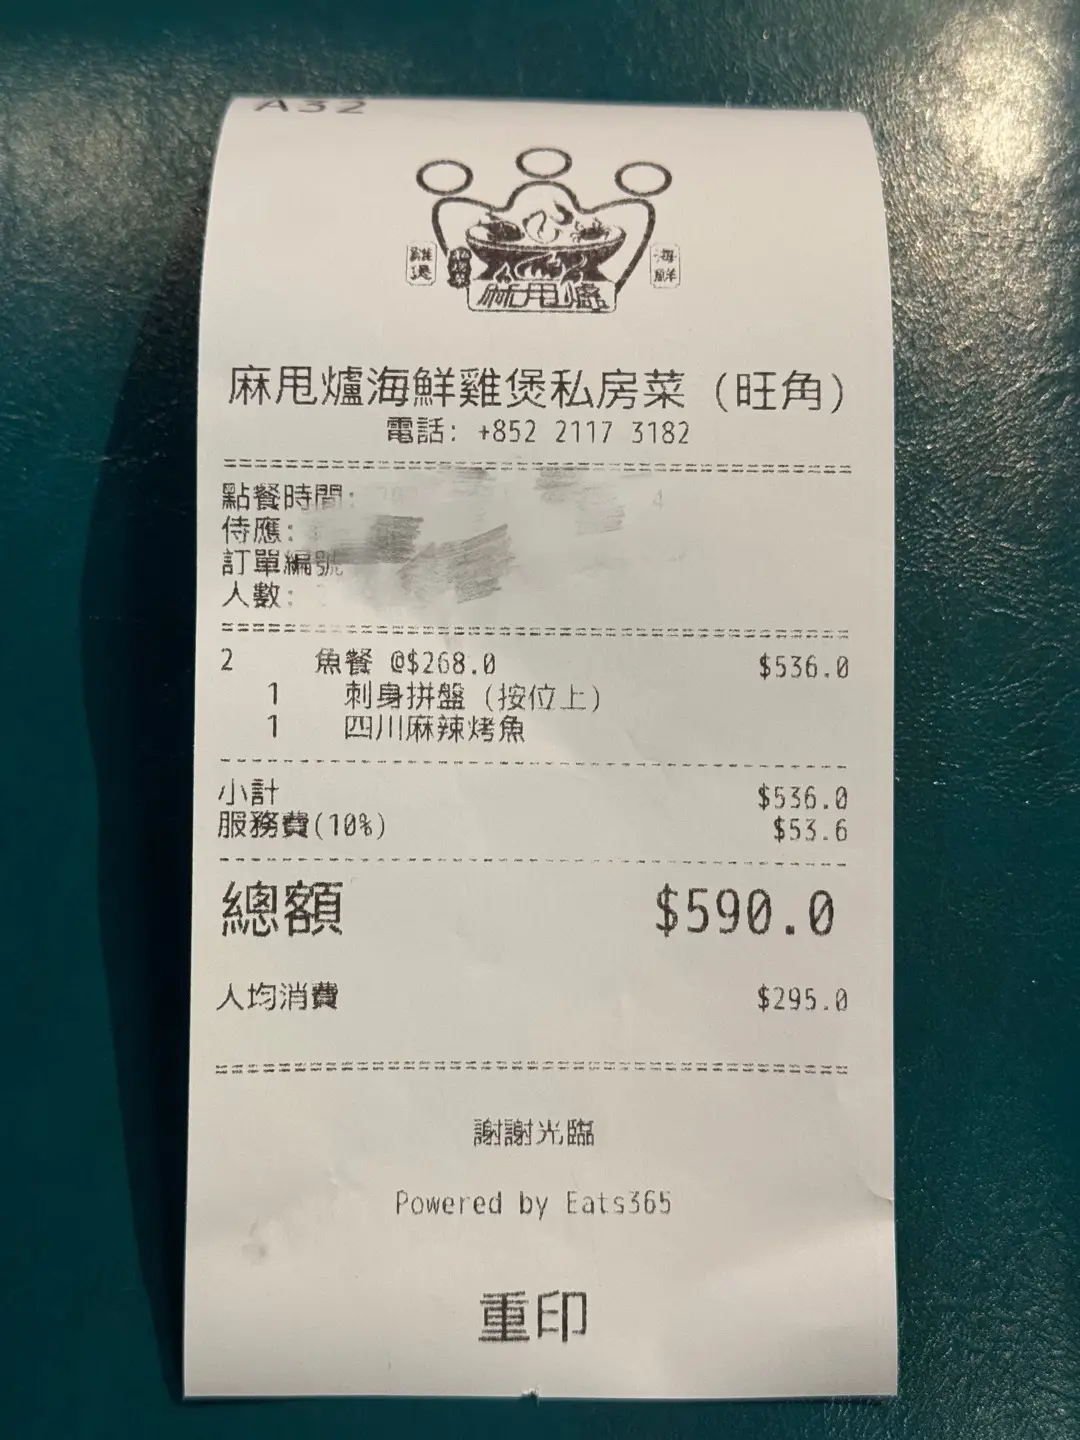 A32
雞煲
海鮮
麻甩爐
麻甩爐海鮮雞煲私房菜 (旺角)
電話: +852 2117 3182
點餐時間:
侍應:
訂單編號
人數:
2 魚餐 @$268.0 $536.0
1 刺身拼盤 (按位上)
1 四川麻辣烤魚
小計 $536.0
服務費(10%) $53.6
總額 $590.0
人均消費 $295.0
謝謝光臨
Powered by Eats365
重印